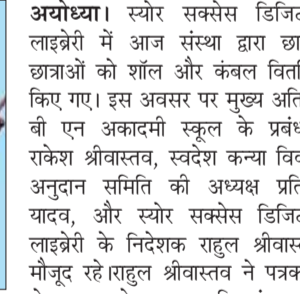 अयोध्या। स्योर सक्सेस डिजि
लाइब्रेरी में आज संस्था द्वारा छा
छात्राओं को शॉल और कंबल वित
किए गए। इस अवसर पर मुख्य अति
बी एन अकादमी स्कूल के प्रबंध
राकेश श्रीवास्तव, स्वदेश कन्या विद
अनुदान समिति की अध्यक्ष प्रति
यादव, और स्योर सक्सेस डिजि
लाइब्रेरी के निदेशक राहुल श्रीवास
मौजूद रहे।राहुल श्रीवास्तव ने पत्रक